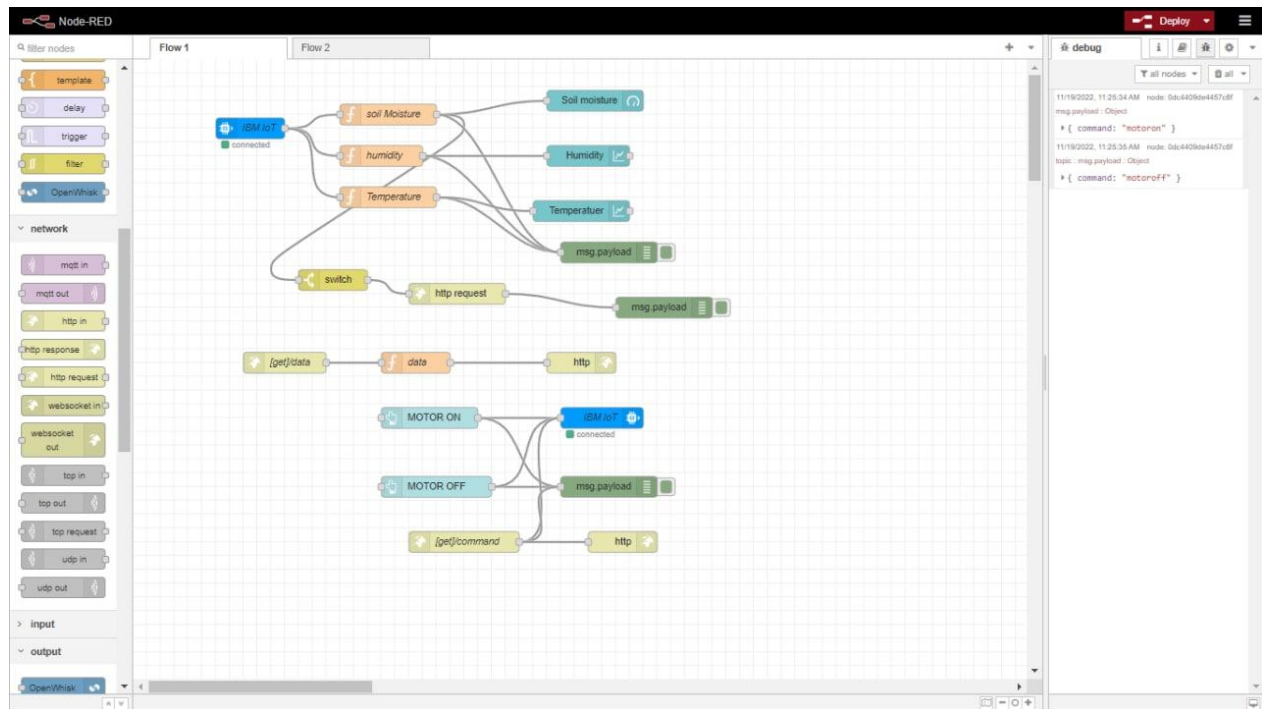 Node-RED
Deploy
filter nodes
Flow 1
Flow 2
debug
all nodes
all
template
delay
trigger
filter
OpenWhisk
network
mqtt in
mqtt out
http in
http response
http request
websocket in
websocket
out
tcp in
tcp out
tcp request
udp in
udp out
input
output
OpenWhisk
IBM IoT
connected
soil Moisture
humidity
Temperature
Soil moisture
Humidity
Temperatuer
msg.payload
switch
http request
msg.payload
[get]/data
data
http
MOTOR ON
IBM IoT
connected
MOTOR OFF
msg.payload
[get]/command
http
11/19/2022, 11:25:34 AM node: 0dc4409de4457c6f
msg.payload : Object
{ command: "motoron" }
11/19/2022, 11:25:35 AM node: 0dc4409de4457c6f
topic : msg.payload : Object
{ command: "motoroff" }